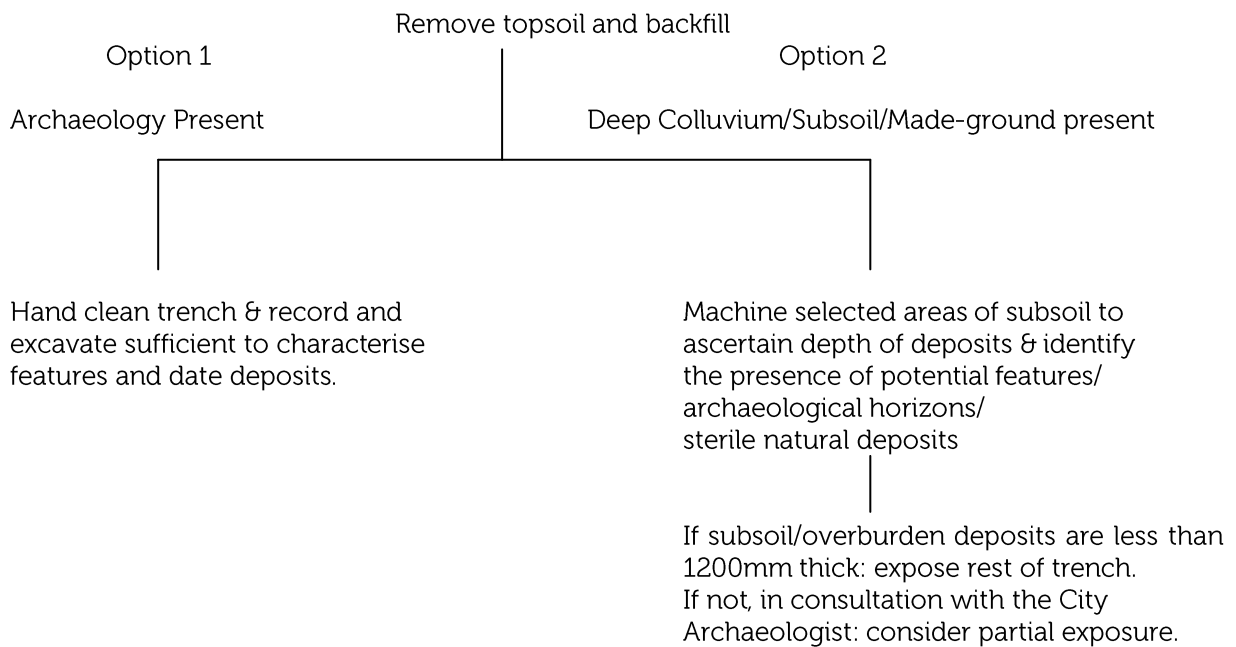 Remove topsoil and backfill
Option 1
Option 2
Archaeology Present
Deep Colluvium/Subsoil/Made-ground present
Hand clean trench & record and
excavate sufficient to characterise
features and date deposits.
Machine selected areas of subsoil to
ascertain depth of deposits & identify
the presence of potential features/
archaeological horizons/
sterile natural deposits
If subsoil/overburden deposits are less than
1200mm thick: expose rest of trench.
If not, in consultation with the City
Archaeologist: consider partial exposure.